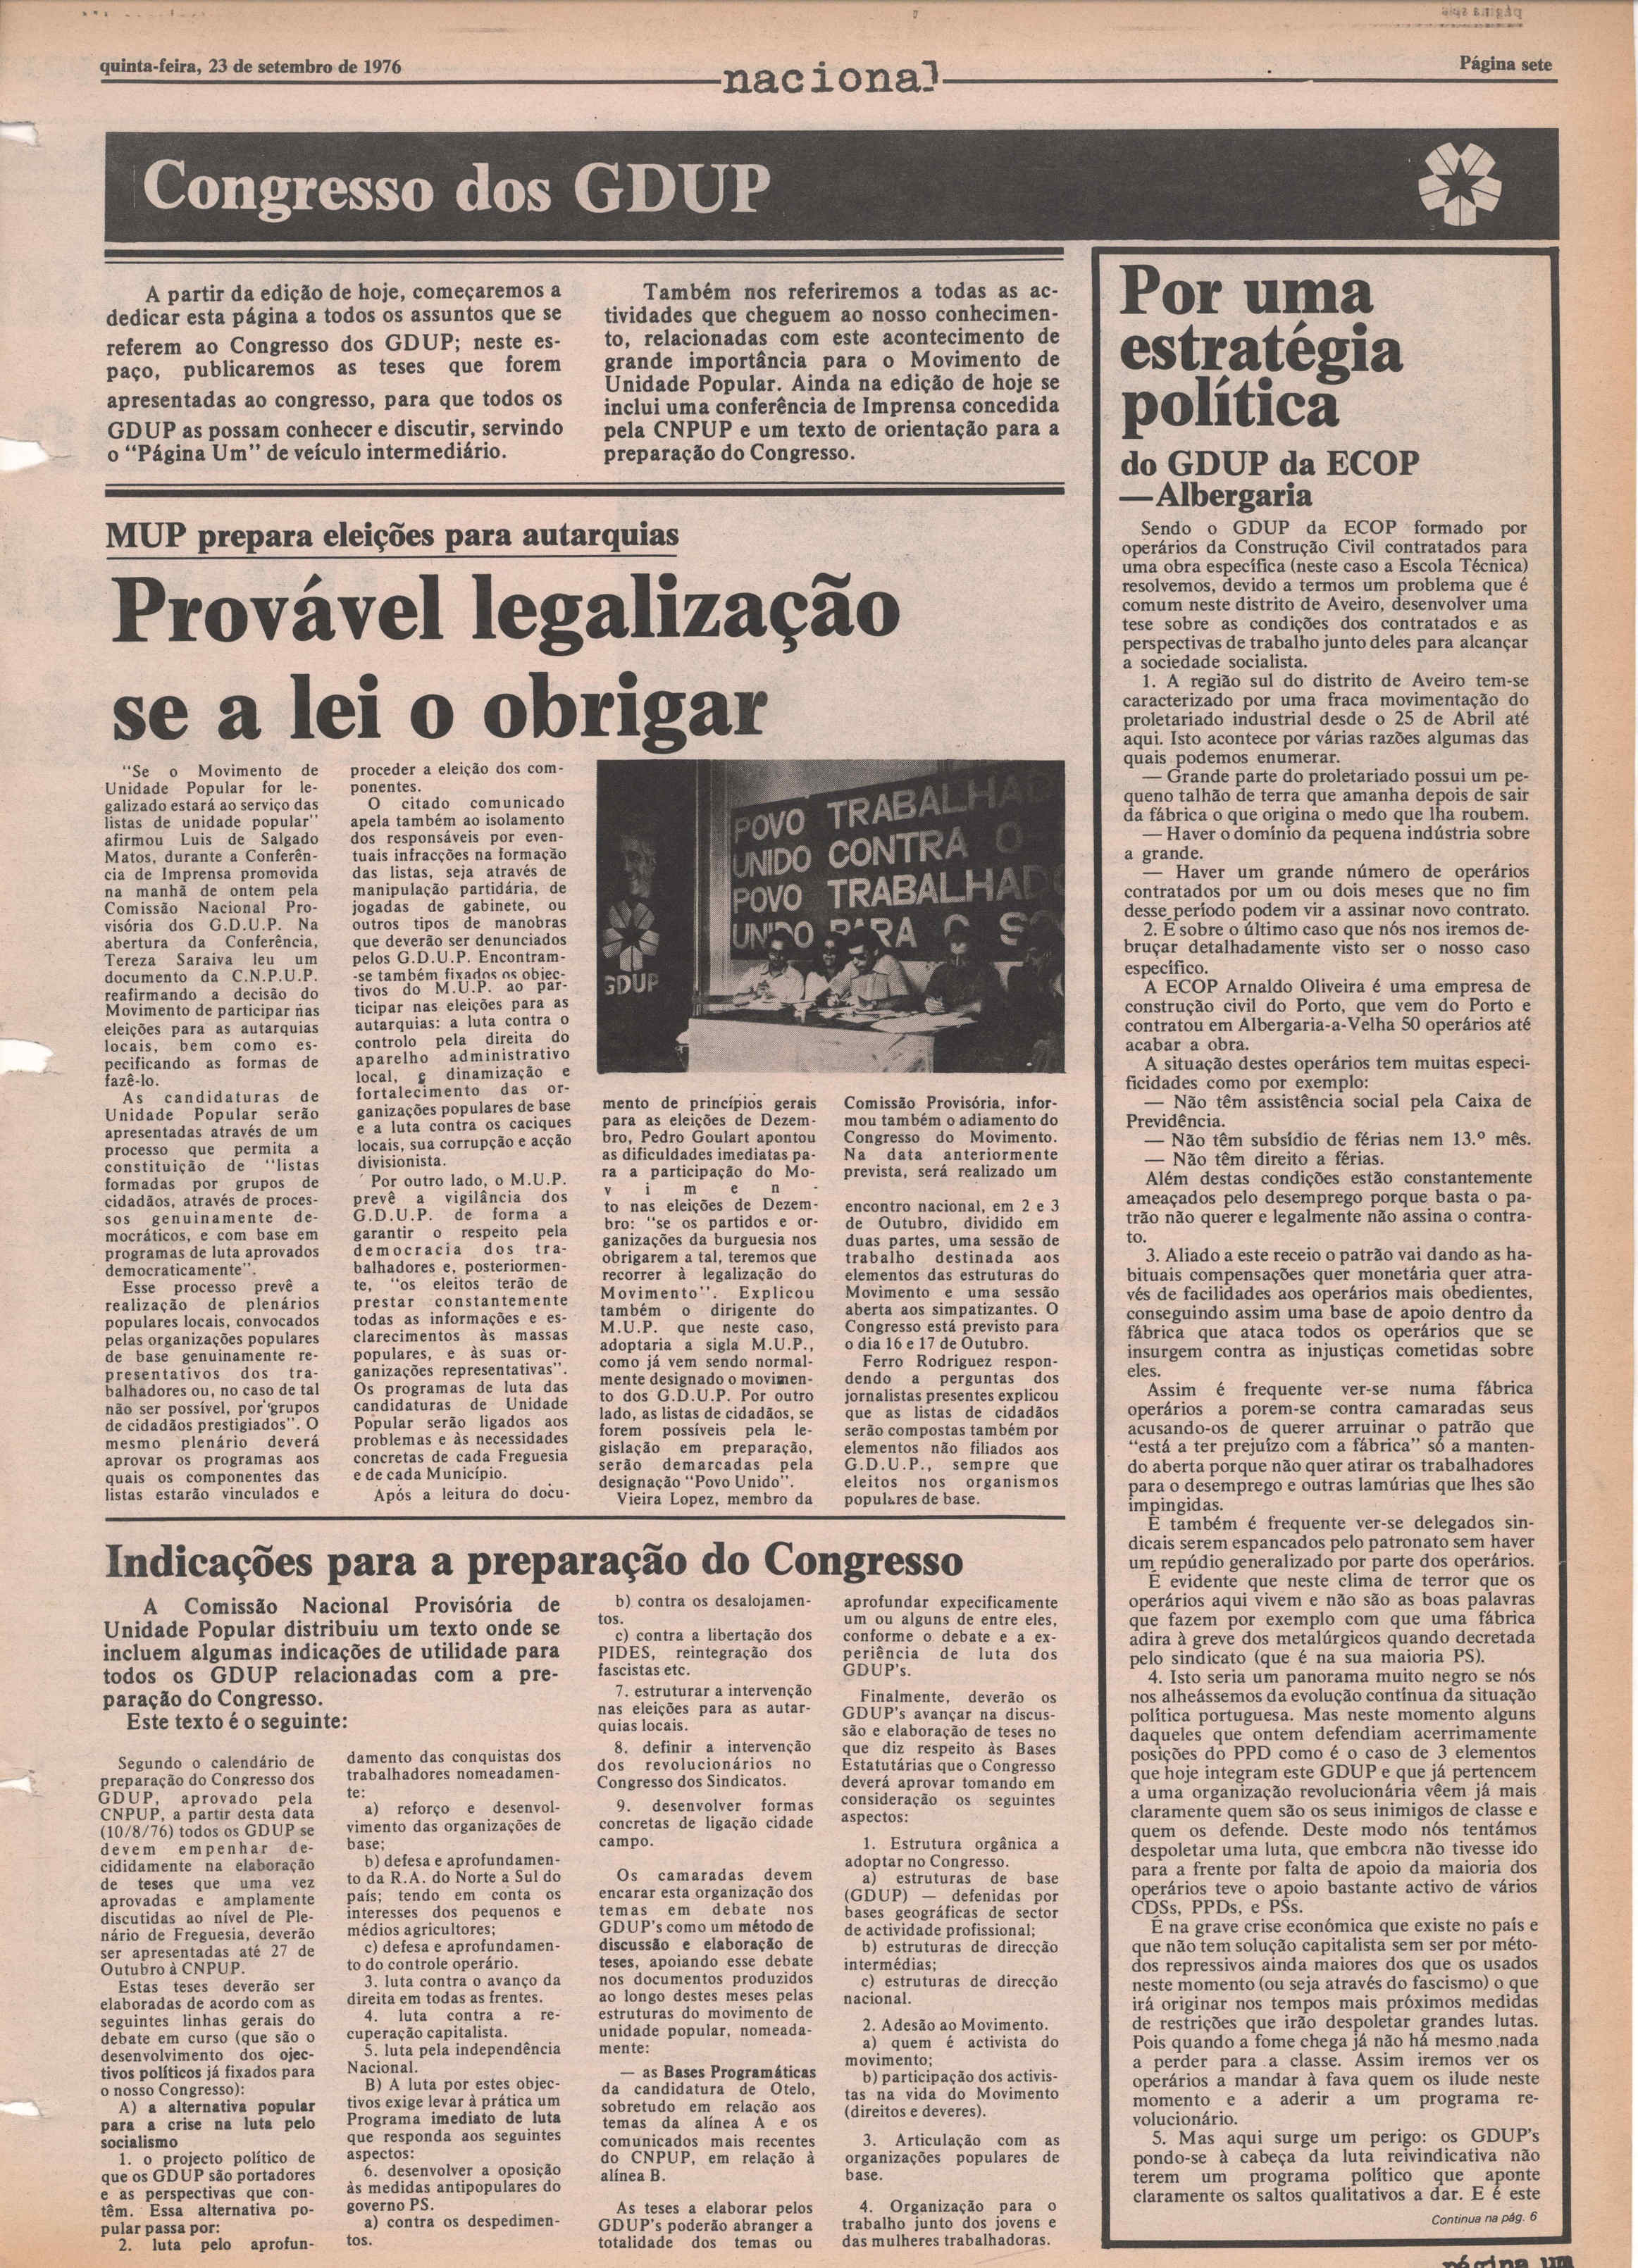 quinta-feira, 23 de setembro de 1976
nacional
Página sete
Congresso dos GDUP
A partir da edição de hoje, começaremos a
dedicar esta página a todos os assuntos que se
referem ao Congresso dos GDUP; neste es-
paço, publicaremos as teses que forem
apresentadas ao congresso, para que todos os
GDUP as possam conhecer e discutir, servindo
o "Página Um" de veículo intermediário.
Também nos referiremos a todas as ac-
tividades que cheguem ao nosso conhecimen-
to, relacionadas com este acontecimento de
grande importância para o Movimento de
Unidade Popular. Ainda na edição de hoje se
inclui uma conferência de Imprensa concedida
pela CNPUP e um texto de orientação para a
preparação do Congresso.
MUP prepara eleições para autarquias
Provável legalização
se a lei o obrigar
"Se o Movimento de
Unidade Popular for le-
galizado estará ao serviço das
listas de unidade popular"
afirmou Luis de Salgado
Matos, durante a Conferên-
cia de Imprensa promovida
na manhã de ontem pela
Comissão Nacional Pro-
visória dos G.D.U.P. Na
abertura da Conferência,
Tereza Saraiva leu um
documento da C.N.P.U.P.
reafirmando a decisão do
Movimento de participar nas
eleições para as autarquias
locais, bem como es-
pecificando as formas de
fazê-lo.
As candidaturas de
Unidade Popular serão
apresentadas através de um
processo que permita a
constituição de "listas
formadas por grupos de
cidadãos, através de proces-
sos genuinamente de-
mocráticos, e com base em
programas de luta aprovados
democraticamente".
Esse processo prevê a
realização de plenários
populares locais, convocados
pelas organizações populares
de base genuinamente re-
presentativos dos tra-
balhadores ou, no caso de tal
não ser possível, por "grupos
de cidadãos prestigiados". O
mesmo plenário deverá
aprovar os programas aos
quais os componentes das
listas estarão vinculados e
proceder a eleição dos com-
ponentes.
O citado comunicado
apela também ao isolamento
dos responsáveis por even-
tuais infracções na formação
das listas, seja através de
manipulação partidária, de
jogadas de gabinete, ou
outros tipos de manobras
que deverão ser denunciados
pelos G.D.U.P. Encontram-
-se também fixados os objec-
tivos do M.U.P. ao par-
ticipar nas eleições para as
autarquias: a luta contra o
controlo pela direita do
aparelho administrativo
local, e dinamização e
fortalecimento das or-
ganizações populares de base
e a luta contra os caciques
locais, sua corrupção e acção
divisionista.
Por outro lado, o M.U.P.
prevê a vigilância dos
G.D.U.P. de forma a
garantir o respeito pela
democracia dos tra-
balhadores e, posteriormen-
te, "os eleitos terão de
prestar constantemente
todas as informações e es-
clarecimentos às massas
populares, e às suas or-
ganizações representativas".
Os programas de luta das
candidaturas de Unidade
Popular serão ligados aos
problemas e às necessidades
concretas de cada Freguesia
e de cada Município.
Após a leitura do docu-
POVO TRABALHAD
UNIDO CONTRA O
POVO TRABALHAD
UNIDO PARA O SO
GDUP
mento de princípios gerais
para as eleições de Dezem-
bro, Pedro Goulart apontou
as dificuldades imediatas pa-
ra a participação do Mo-
v i m e n -
to nas eleições de Dezem-
bro: "se os partidos e or-
ganizações da burguesia nos
obrigarem a tal, teremos que
recorrer à legalização do
Movimento". Explicou
também o dirigente do
M.U.P. que neste caso,
adoptaria a sigla M.U.P.,
como já vem sendo normal-
mente designado o movimen-
to dos G.D.U.P. Por outro
lado, as listas de cidadãos, se
forem possíveis pela le-
gislação em preparação,
serão demarcadas pela
designação "Povo Unido".
Vieira Lopez, membro da
Comissão Provisória, infor-
mou também o adiamento do
Congresso do Movimento.
Na data anteriormente
prevista, será realizado um
encontro nacional, em 2 e 3
de Outubro, dividido em
duas partes, uma sessão de
trabalho destinada aos
elementos das estruturas do
Movimento e uma sessão
aberta aos simpatizantes. O
Congresso está previsto para
o dia 16 e 17 de Outubro.
Ferro Rodriguez respon-
dendo a perguntas dos
jornalistas presentes explicou
que as listas de cidadãos
serão compostas também por
elementos não filiados aos
G.D.U.P., sempre que
eleitos nos organismos
populares de base.
Indicações para a preparação do Congresso
A Comissão Nacional Provisória de
Unidade Popular distribuiu um texto onde se
incluem algumas indicações de utilidade para
todos os GDUP relacionadas com a pre-
paração do Congresso.
Este texto é o seguinte:
Segundo o calendário de
preparação do Congresso dos
GDUP, aprovado pela
CNPUP, a partir desta data
(10/8/76) todos os GDUP se
devem empenhar de-
cididamente na elaboração
de teses que uma vez
aprovadas e amplamente
discutidas ao nível de Ple-
nário de Freguesia, deverão
ser apresentadas até 27 de
Outubro à CNPUP.
Estas teses deverão ser
elaboradas de acordo com as
seguintes linhas gerais do
debate em curso (que são o
desenvolvimento dos ojec-
tivos políticos já fixados para
o nosso Congresso):
A) a alternativa popular
para a crise na luta pelo
socialismo
1. o projecto político de
que os GDUP são portadores
e as perspectivas que con-
têm. Essa alternativa po-
pular passa por:
2. luta pelo aprofun-
damento das conquistas dos
trabalhadores nomeadamen-
te:
a) reforço e desenvol-
vimento das organizações de
base;
b) defesa e aprofundamen-
to da R.A. do Norte a Sul do
país; tendo em conta os
interesses dos pequenos e
médios agricultores;
c) defesa e aprofundamen-
to do controle operário.
3. luta contra o avanço da
direita em todas as frentes.
4. luta contra a re-
cuperação capitalista.
5. luta pela independência
Nacional.
B) A luta por estes objec-
tivos exige levar à prática um
Programa imediato de luta
que responda aos seguintes
aspectos:
6. desenvolver a oposição
às medidas antipopulares do
governo PS.
a) contra os despedimen-
tos.
b) contra os desalojamen-
tos.
c) contra a libertação dos
PIDES, reintegração dos
fascistas etc.
7. estruturar a intervenção
nas eleições para as autar-
quias locais.
8. definir a intervenção
dos revolucionários no
Congresso dos Sindicatos.
9. desenvolver formas
concretas de ligação cidade
campo.
Os camaradas devem
encarar esta organização dos
temas em debate nos
GDUP's como um método de
discussão e elaboração de
teses, apoiando esse debate
nos documentos produzidos
ao longo destes meses pelas
estruturas do movimento de
unidade popular, nomeada-
mente:
— as Bases Programáticas
da candidatura de Otelo,
sobretudo em relação aos
temas da alínea A e os
comunicados mais recentes
do CNPUP, em relação à
alínea B.
As teses a elaborar pelos
GDUP's poderão abranger a
totalidade dos temas ou
aprofundar expecificamente
um ou alguns de entre eles,
conforme o debate e a ex-
periência de luta dos
GDUP's.
Finalmente, deverão os
GDUP's avançar na discus-
são e elaboração de teses no
que diz respeito às Bases
Estatutárias que o Congresso
deverá aprovar tomando em
consideração os seguintes
aspectos:
1. Estrutura orgânica a
adoptar no Congresso.
a) estruturas de base
(GDUP) — defenidas por
bases geográficas de sector
de actividade profissional;
b) estruturas de direcção
intermédias;
c) estruturas de direcção
nacional.
2. Adesão ao Movimento.
a) quem é activista do
movimento;
b) participação dos activis-
tas na vida do Movimento
(direitos e deveres).
3. Articulação com as
organizações populares de
base.
4. Organização para o
trabalho junto dos jovens e
das mulheres trabalhadoras.
Por uma
estratégia
política
do GDUP da ECOP
—Albergaria
Sendo o GDUP da ECOP formado por
operários da Construção Civil contratados para
uma obra específica (neste caso a Escola Técnica)
resolvemos, devido a termos um problema que é
comum neste distrito de Aveiro, desenvolver uma
tese sobre as condições dos contratados e as
perspectivas de trabalho junto deles para alcançar
a sociedade socialista.
1. A região sul do distrito de Aveiro tem-se
caracterizado por uma fraca movimentação do
proletariado industrial desde o 25 de Abril até
aqui. Isto acontece por várias razões algumas das
quais podemos enumerar.
— Grande parte do proletariado possui um pe-
queno talhão de terra que amanha depois de sair
da fábrica o que origina o medo que lha roubem.
— Haver o domínio da pequena indústria sobre
a grande.
— Haver um grande número de operários
contratados por um ou dois meses que no fim
desse período podem vir a assinar novo contrato.
2. É sobre o último caso que nós nos iremos de-
bruçar detalhadamente visto ser o nosso caso
específico.
A ECOP Arnaldo Oliveira é uma empresa de
construção civil do Porto, que vem do Porto e
contratou em Albergaria-a-Velha 50 operários até
acabar a obra.
A situação destes operários tem muitas especi-
ficidades como por exemplo:
— Não têm assistência social pela Caixa de
Previdência.
— Não têm subsídio de férias nem 13.º mês.
— Não têm direito a férias.
Além destas condições estão constantemente
ameaçados pelo desemprego porque basta o pa-
trão não querer e legalmente não assina o contra-
to.
3. Aliado a este receio o patrão vai dando as ha-
bituais compensações quer monetária quer atra-
vés de facilidades aos operários mais obedientes,
conseguindo assim uma base de apoio dentro da
fábrica que ataca todos os operários que se
insurgem contra as injustiças cometidas sobre
eles.
Assim é frequente ver-se numa fábrica
operários a porem-se contra camaradas seus
acusando-os de querer arruinar o patrão que
"está a ter prejuízo com a fábrica" só a manten-
do aberta porque não quer atirar os trabalhadores
para o desemprego e outras lamúrias que lhes são
impingidas.
E também é frequente ver-se delegados sin-
dicais serem espancados pelo patronato sem haver
um repúdio generalizado por parte dos operários.
É evidente que neste clima de terror que os
operários aqui vivem e não são as boas palavras
que fazem por exemplo com que uma fábrica
adira à greve dos metalúrgicos quando decretada
pelo sindicato (que é na sua maioria PS).
4. Isto seria um panorama muito negro se nós
nos alheássemos da evolução contínua da situação
política portuguesa. Mas neste momento alguns
daqueles que ontem defendiam acerrimamente
posições do PPD como é o caso de 3 elementos
que hoje integram este GDUP e que já pertencem
a uma organização revolucionária vêem já mais
claramente quem são os seus inimigos de classe e
quem os defende. Deste modo nós tentámos
despoletar uma luta, que embora não tivesse ido
para a frente por falta de apoio da maioria dos
operários teve o apoio bastante activo de vários
CDSs, PPDs, e PSs.
É na grave crise económica que existe no país e
que não tem solução capitalista sem ser por méto-
dos repressivos ainda maiores dos que os usados
neste momento (ou seja através do fascismo) o que
irá originar nos tempos mais próximos medidas
de restrições que irão despoletar grandes lutas.
Pois quando a fome chega já não há mesmo nada
a perder para a classe. Assim iremos ver os
operários a mandar à fava quem os ilude neste
momento e a aderir a um programa re-
volucionário.
5. Mas aqui surge um perigo: os GDUP's
pondo-se à cabeça da luta reivindicativa não
terem um programa político que aponte
claramente os saltos qualitativos a dar. E é este
Continua na pág. 6
página um